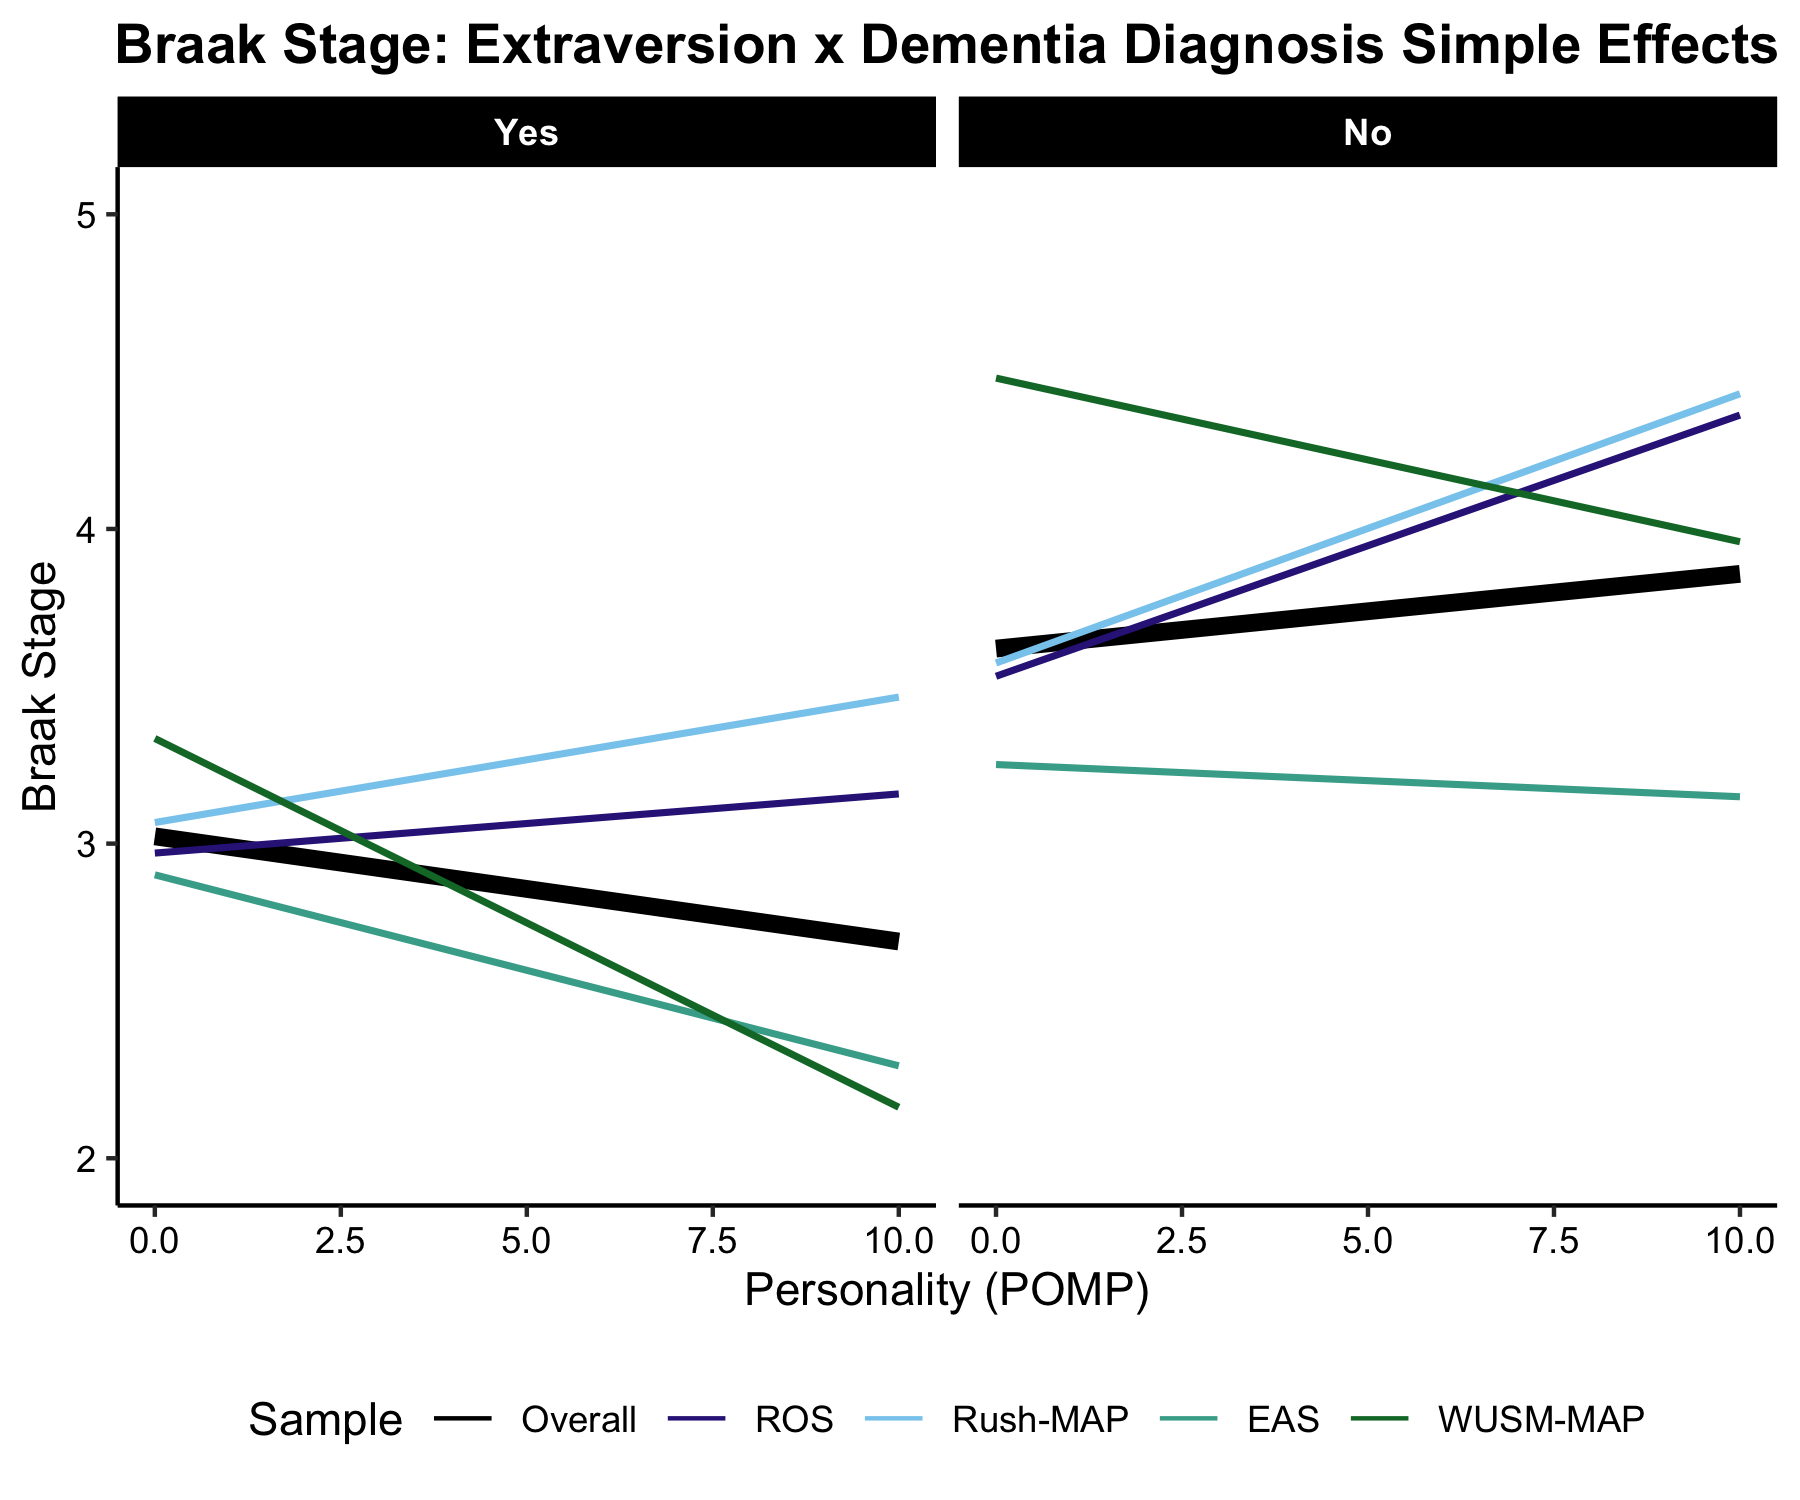 Braak Stage: Extraversion x Dementia Diagnosis Simple Effects
Yes
No
5
4
3
2
Braak Stage
0.0 2.5 5.0 7.5 10.0 0.0 2.5 5.0 7.5 10.0
Personality (POMP)
Sample Overall ROS Rush-MAP EAS WUSM-MAP